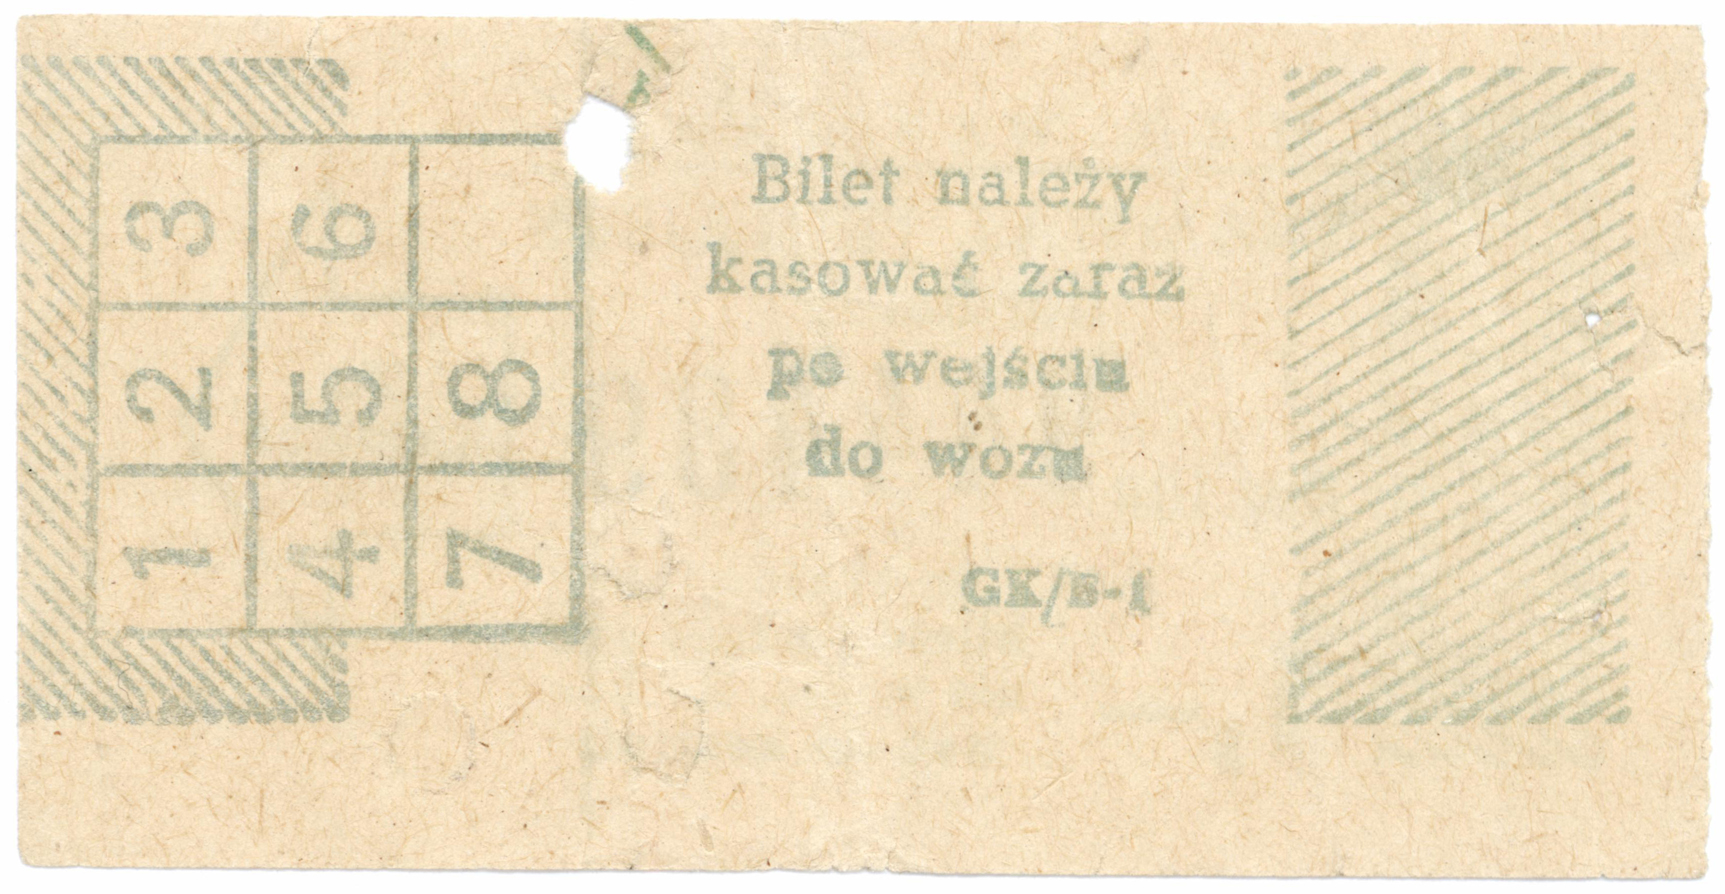 3 6
2 5 8
1 4 7
Bilet należy
kasować zaraz
po wejściu
do wozu
GK/B-1